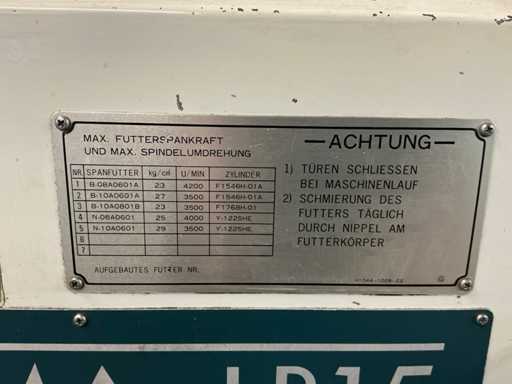 MAX. FUTTERSPANKRAFT
UND MAX. SPINDELUMDREHUNG
NR. SPANFUTTER kg/cm² U/MIN ZYLINDER
1 B-08A0601A 23 4200 F1546H-01A
2 B-10A0601A 27 3500 F1546H-01A
3 B-10A0801B 23 3500 F1768H-01
4 N-08A0601 25 4000 Y-1225HE
5 N-10A0601 29 3500 Y-1225HE
6
7
AUFGEBAUTES FUTTER NR.
—ACHTUNG—
1) TÜREN SCHLIESSEN
BEI MASCHINENLAUF
2) SCHMIERUNG DES
FUTTERS TÄGLICH
DURCH NIPPEL AM
FUTTERKÖRPER